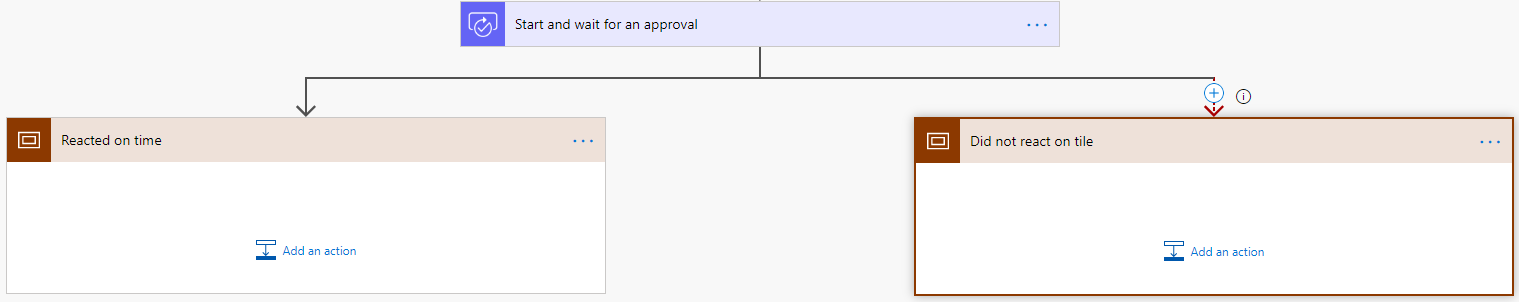 Start and wait for an approval
Reacted on time
Did not react on tile
Add an action
Add an action